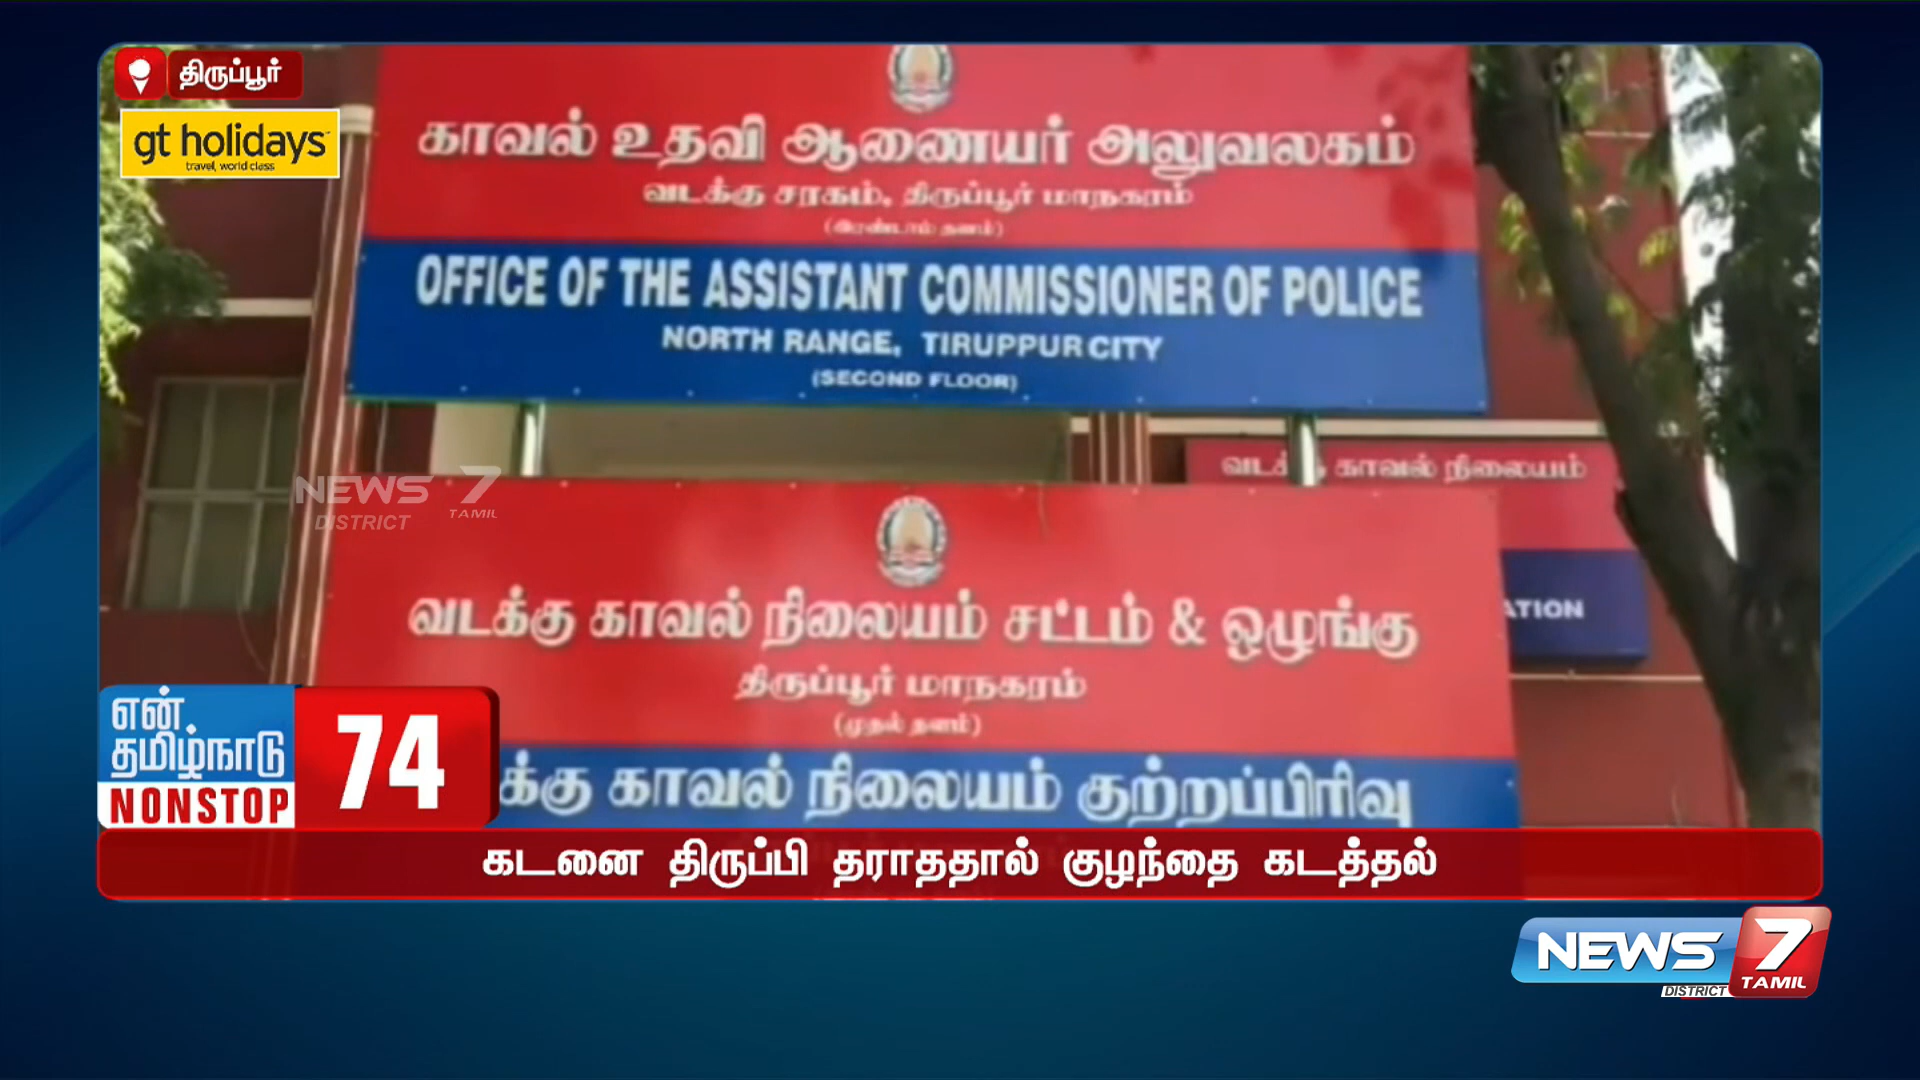 திருப்பூர்
gt holidays
travel, world class
காவல் உதவி ஆணையர் அலுவலகம்
வடக்கு சரகம், திருப்பூர் மாநகரம்
(இரண்டாம் தளம்)
OFFICE OF THE ASSISTANT COMMISSIONER OF POLICE
NORTH RANGE, TIRUPPUR CITY
(SECOND FLOOR)
வடக்கு காவல் நிலையம்
NEWS 7
DISTRICT TAMIL
ATION
வடக்கு காவல் நிலையம் சட்டம் & ஒழுங்கு
திருப்பூர் மாநகரம்
(முதல் தளம்)
க்கு காவல் நிலையம் குற்றப்பிரிவு
என்
தமிழ்நாடு
NONSTOP
74
கடனை திருப்பி தராததால் குழந்தை கடத்தல்
NEWS 7
DISTRICT TAMIL